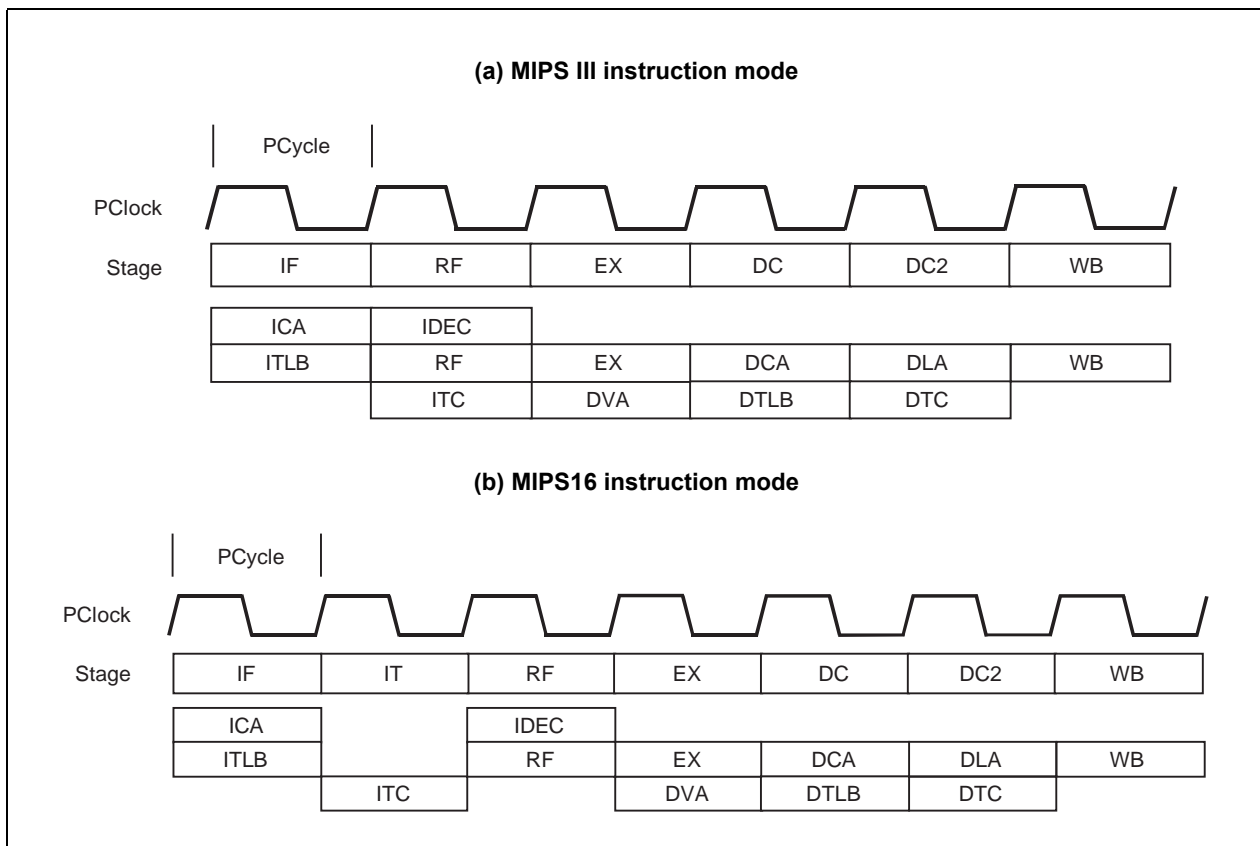 (a) MIPS III instruction mode
PCycle
PClock
Stage IF RF EX DC DC2 WB
ICA IDEC
ITLB RF EX DCA DLA WB
ITC DVA DTLB DTC
(b) MIPS16 instruction mode
PCycle
PClock
Stage IF IT RF EX DC DC2 WB
ICA IDEC
ITLB RF EX DCA DLA WB
ITC DVA DTLB DTC